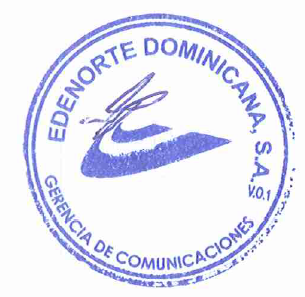 EDENORTE DOMINICANA, S.A.
V.0.1
GERENCIA DE COMUNICACIONES